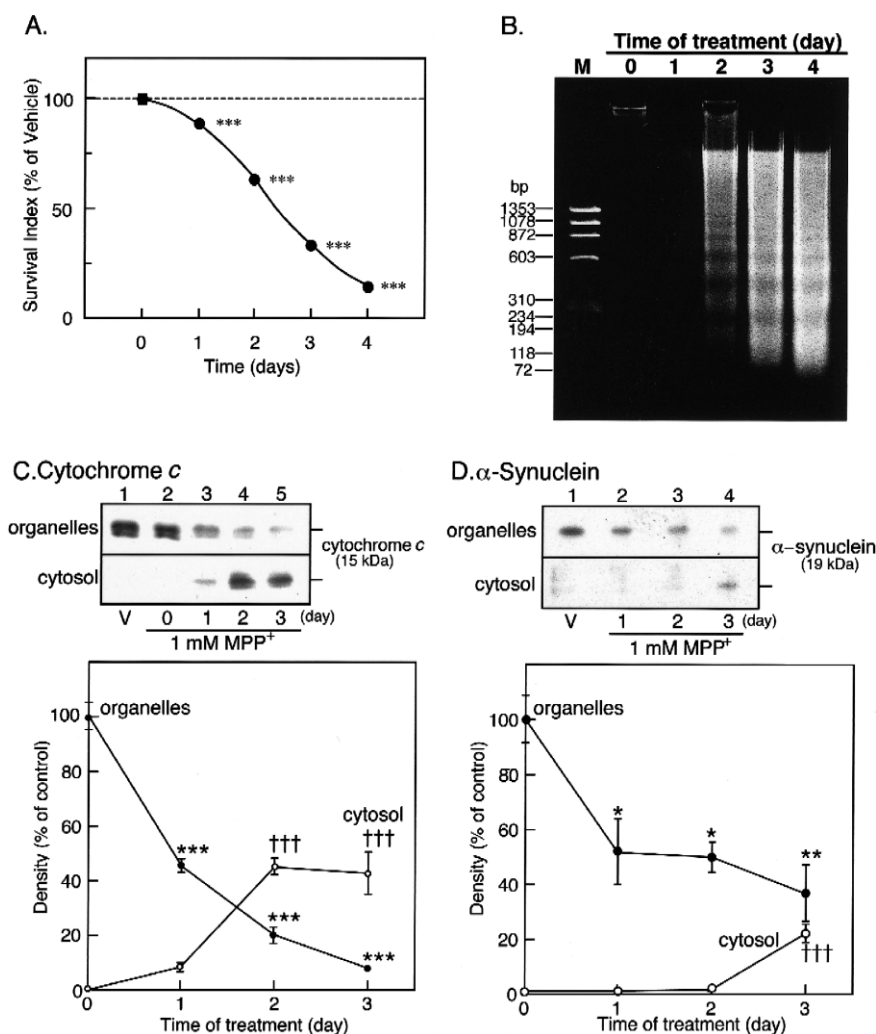 A.
Survival Index (% of Vehicle)
100
50
0
***
***
***
***
0 1 2 3 4
Time (days)
B.
Time of treatment (day)
M 0 1 2 3 4
bp
1353
1078
872
603
310
234
194
118
72
C.Cytochrome c
1 2 3 4 5
organelles
cytosol
cytochrome c
(15 kDa)
V 0 1 2 3 (day)
1 mM MPP+
Density (% of control)
100
80
60
40
20
0
organelles
cytosol
***
***
***
†††
†††
0 1 2 3
Time of treatment (day)
D.α-Synuclein
1 2 3 4
organelles
cytosol
α-synuclein
(19 kDa)
V 1 2 3 (day)
1 mM MPP+
Density (% of control)
100
80
60
40
20
0
organelles
*
*
**
cytosol
†††
0 1 2 3
Time of treatment (day)